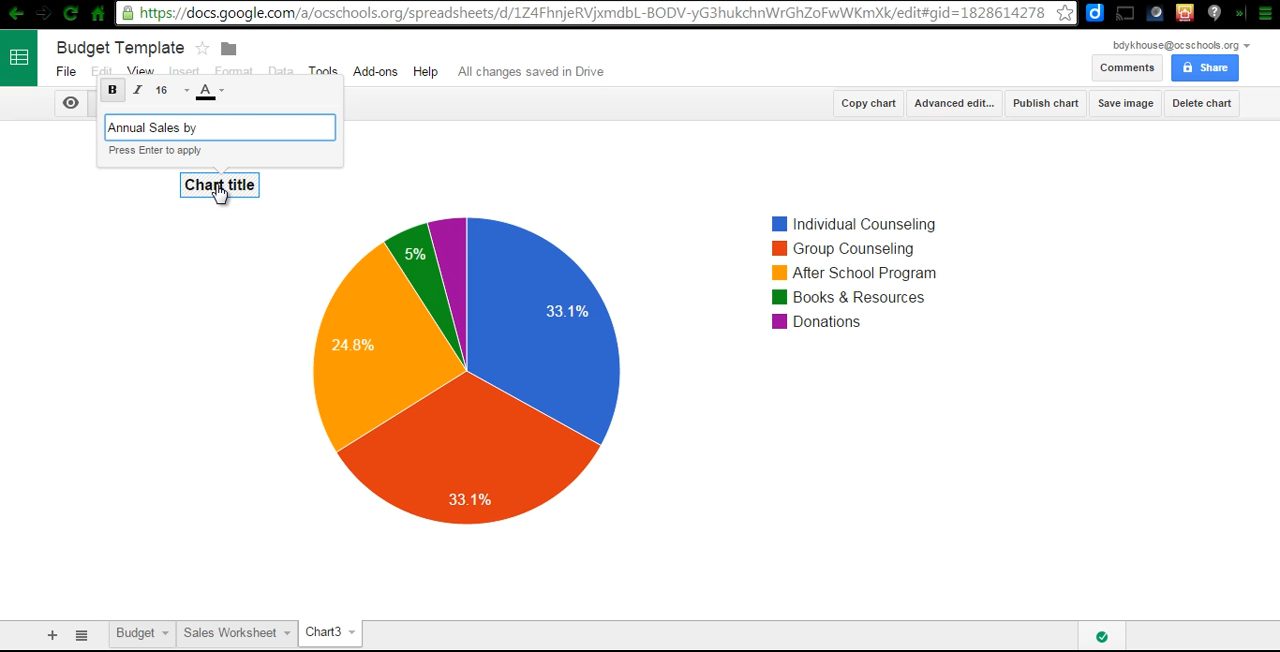 https://docs.google.com/a/ocschools.org/spreadsheets/d/1Z4FhnjeRVjxmdbL-BODV-yG3hukchnWrGhZoFwWKmXk/edit#gid=1828614278
Budget Template
bdykhouse@ocschools.org
File Edit View Insert Format Data Tools Add-ons Help All changes saved in Drive
Comments Share
B I 16 A
Copy chart Advanced edit... Publish chart Save image Delete chart
Annual Sales by
Press Enter to apply
Chart title
Individual Counseling
Group Counseling
After School Program
Books & Resources
Donations
5%
33.1%
24.8%
33.1%
Budget Sales Worksheet Chart3